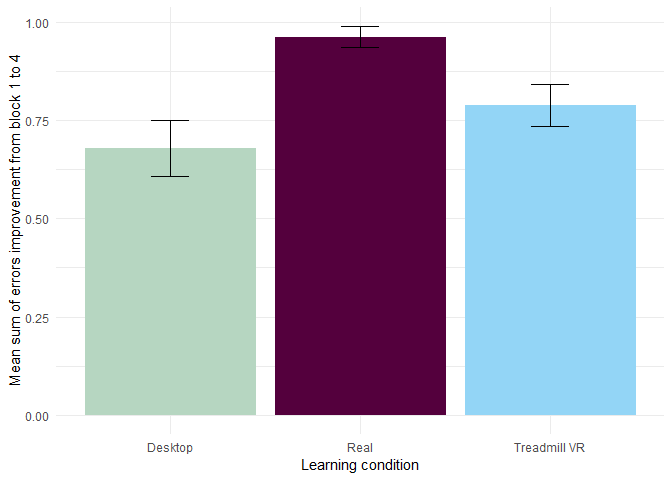 Mean sum of errors improvement from block 1 to 4
1.00
0.75
0.50
0.25
0.00
Desktop
Real
Treadmill VR
Learning condition